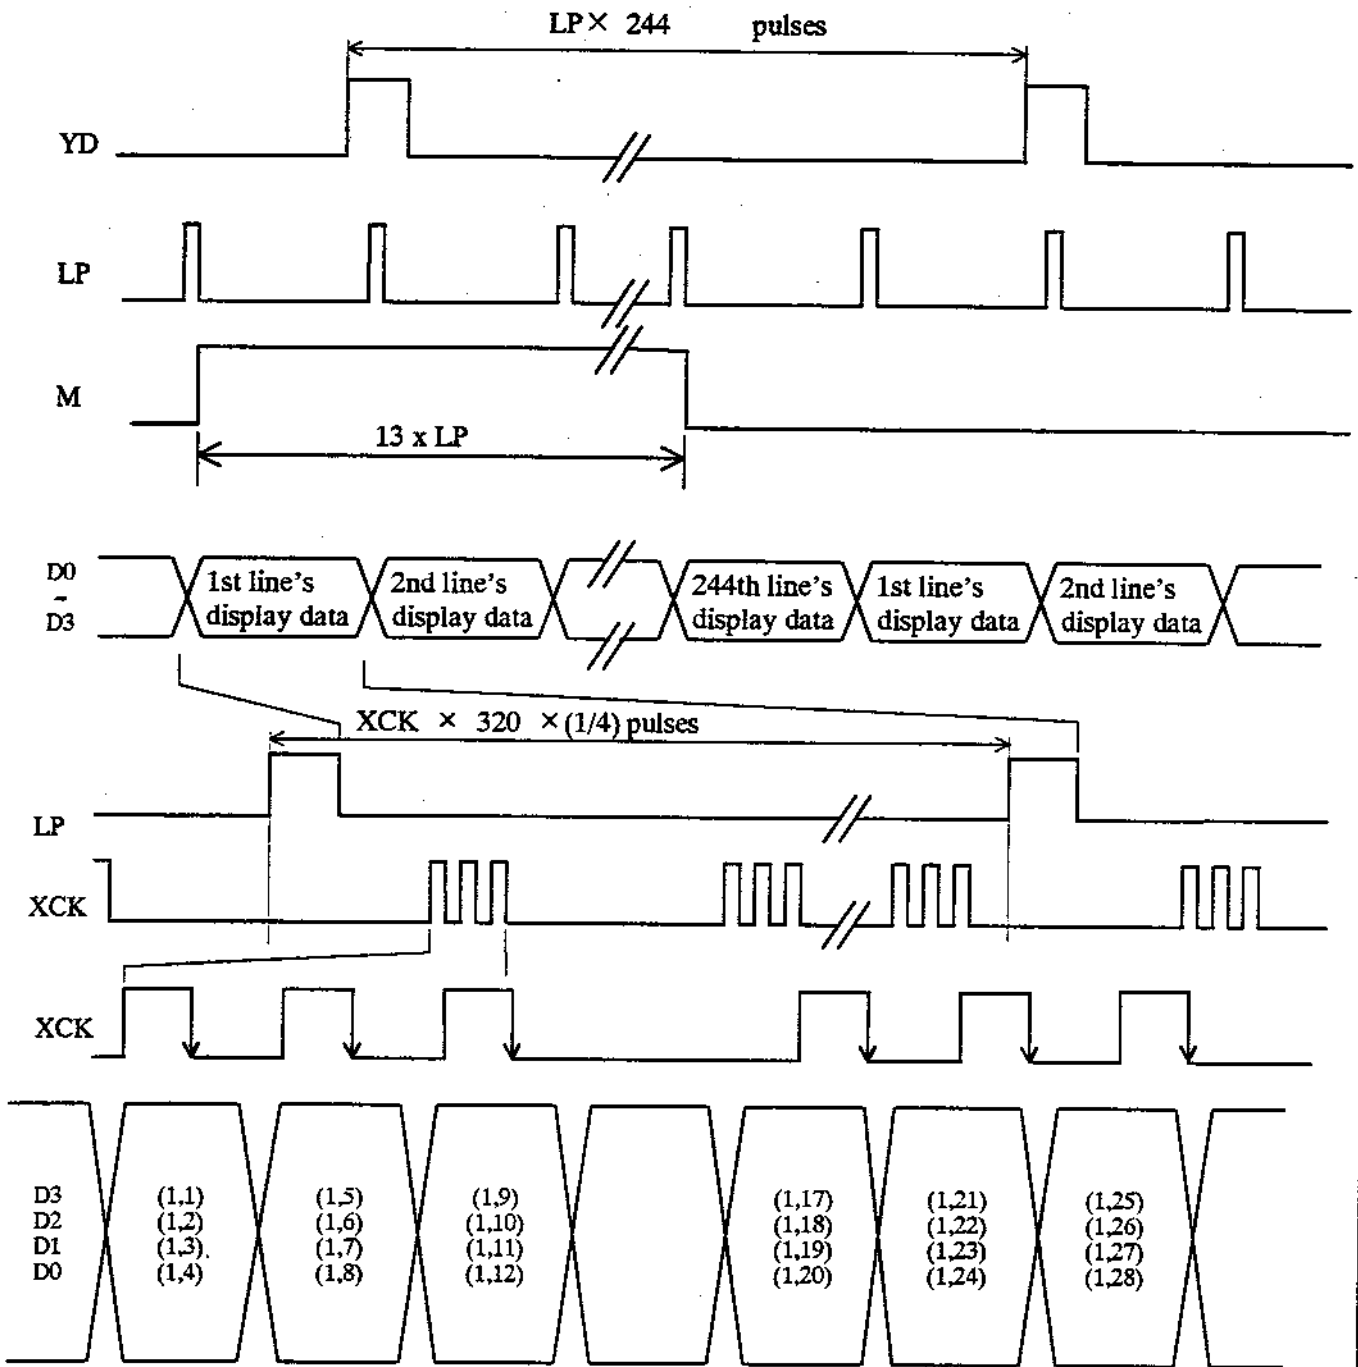 LP× 244 pulses
YD
LP
M
13 x LP
D0
-
D3
1st line's
display data
2nd line's
display data
244th line's
display data
1st line's
display data
2nd line's
display data
XCK × 320 ×(1/4) pulses
LP
XCK
XCK
D3 (1,1) (1,5) (1,9) (1,17) (1,21) (1,25)
D2 (1,2) (1,6) (1,10) (1,18) (1,22) (1,26)
D1 (1,3) (1,7) (1,11) (1,19) (1,23) (1,27)
D0 (1,4) (1,8) (1,12) (1,20) (1,24) (1,28)